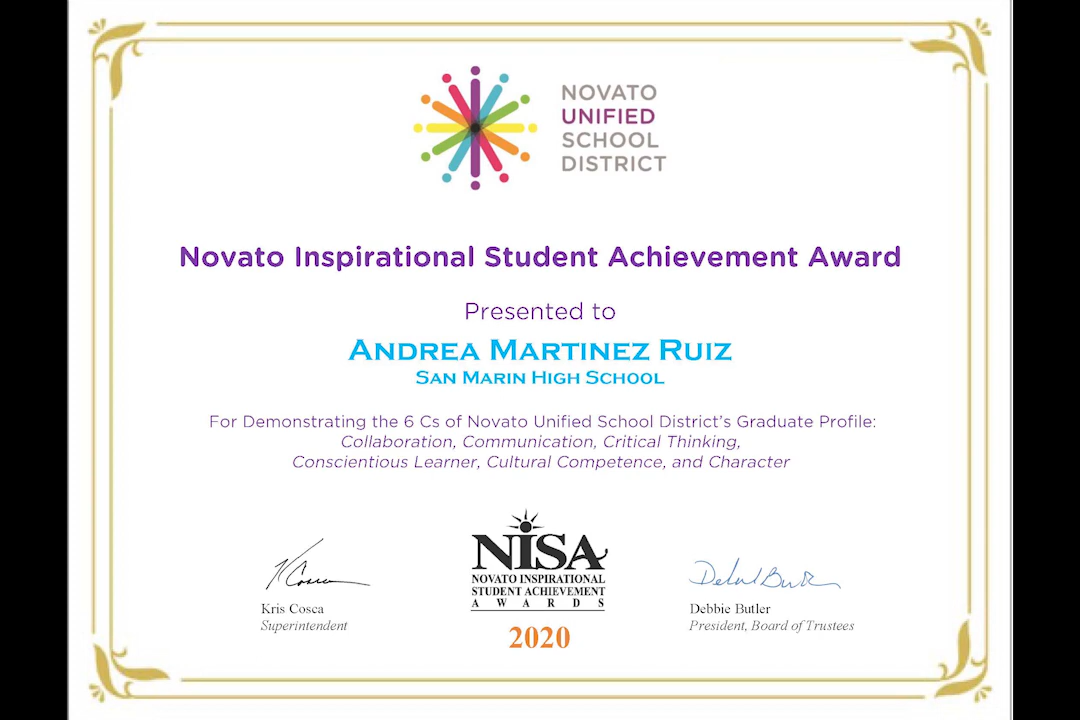 NOVATO
UNIFIED
SCHOOL
DISTRICT
Novato Inspirational Student Achievement Award
Presented to
Andrea Martinez Ruiz
San Marin High School
For Demonstrating the 6 Cs of Novato Unified School District's Graduate Profile:
Collaboration, Communication, Critical Thinking,
Conscientious Learner, Cultural Competence, and Character
NISA
NOVATO INSPIRATIONAL
STUDENT ACHIEVEMENT
AWARDS
2020
Kris Cosca
Superintendent
Debbie Butler
President, Board of Trustees